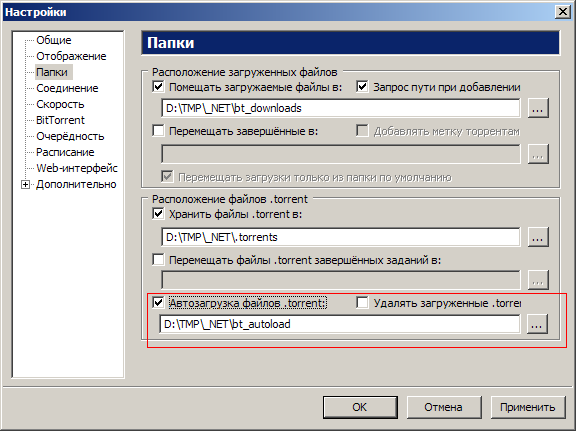 Настройки
Общие
Отображение
Папки
Соединение
Скорость
BitTorrent
Очерёдность
Расписание
Web-интерфейс
Дополнительно
Папки
Расположение загруженных файлов
Помещать загружаемые файлы в: Запрос пути при добавлении
D:\TMP\_NET\bt_downloads ...
Перемещать завершённые в: Добавлять метку торрентам
...
Перемещать загрузки только из папки по умолчанию
Расположение файлов .torrent
Хранить файлы .torrent в:
D:\TMP\_NET\.torrents ...
Перемещать файлы .torrent завершённых заданий в:
...
Автозагрузка файлов .torrent: Удалять загруженные .torre
D:\TMP\_NET\bt_autoload ...
OK Отмена Применить